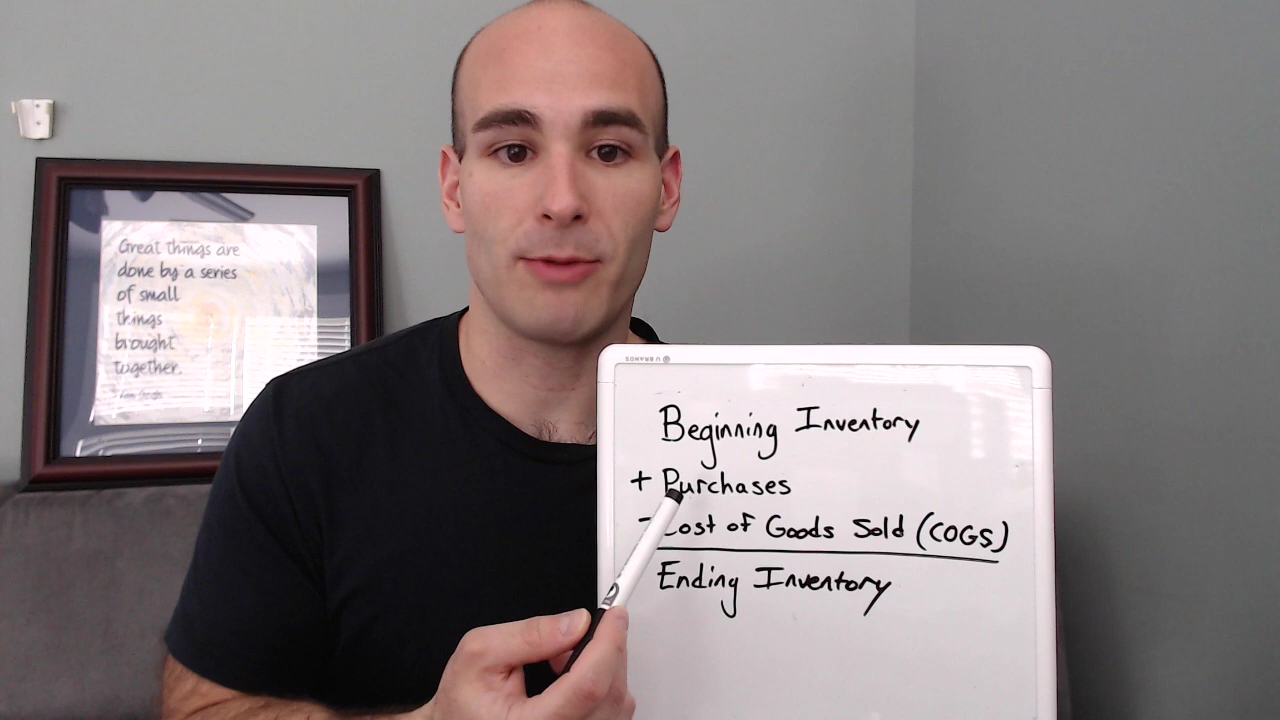 Great things are
done by a series
of small
things
brought
together.
U BRANDS
Beginning Inventory
+ Purchases
- Cost of Goods Sold (COGS)
Ending Inventory